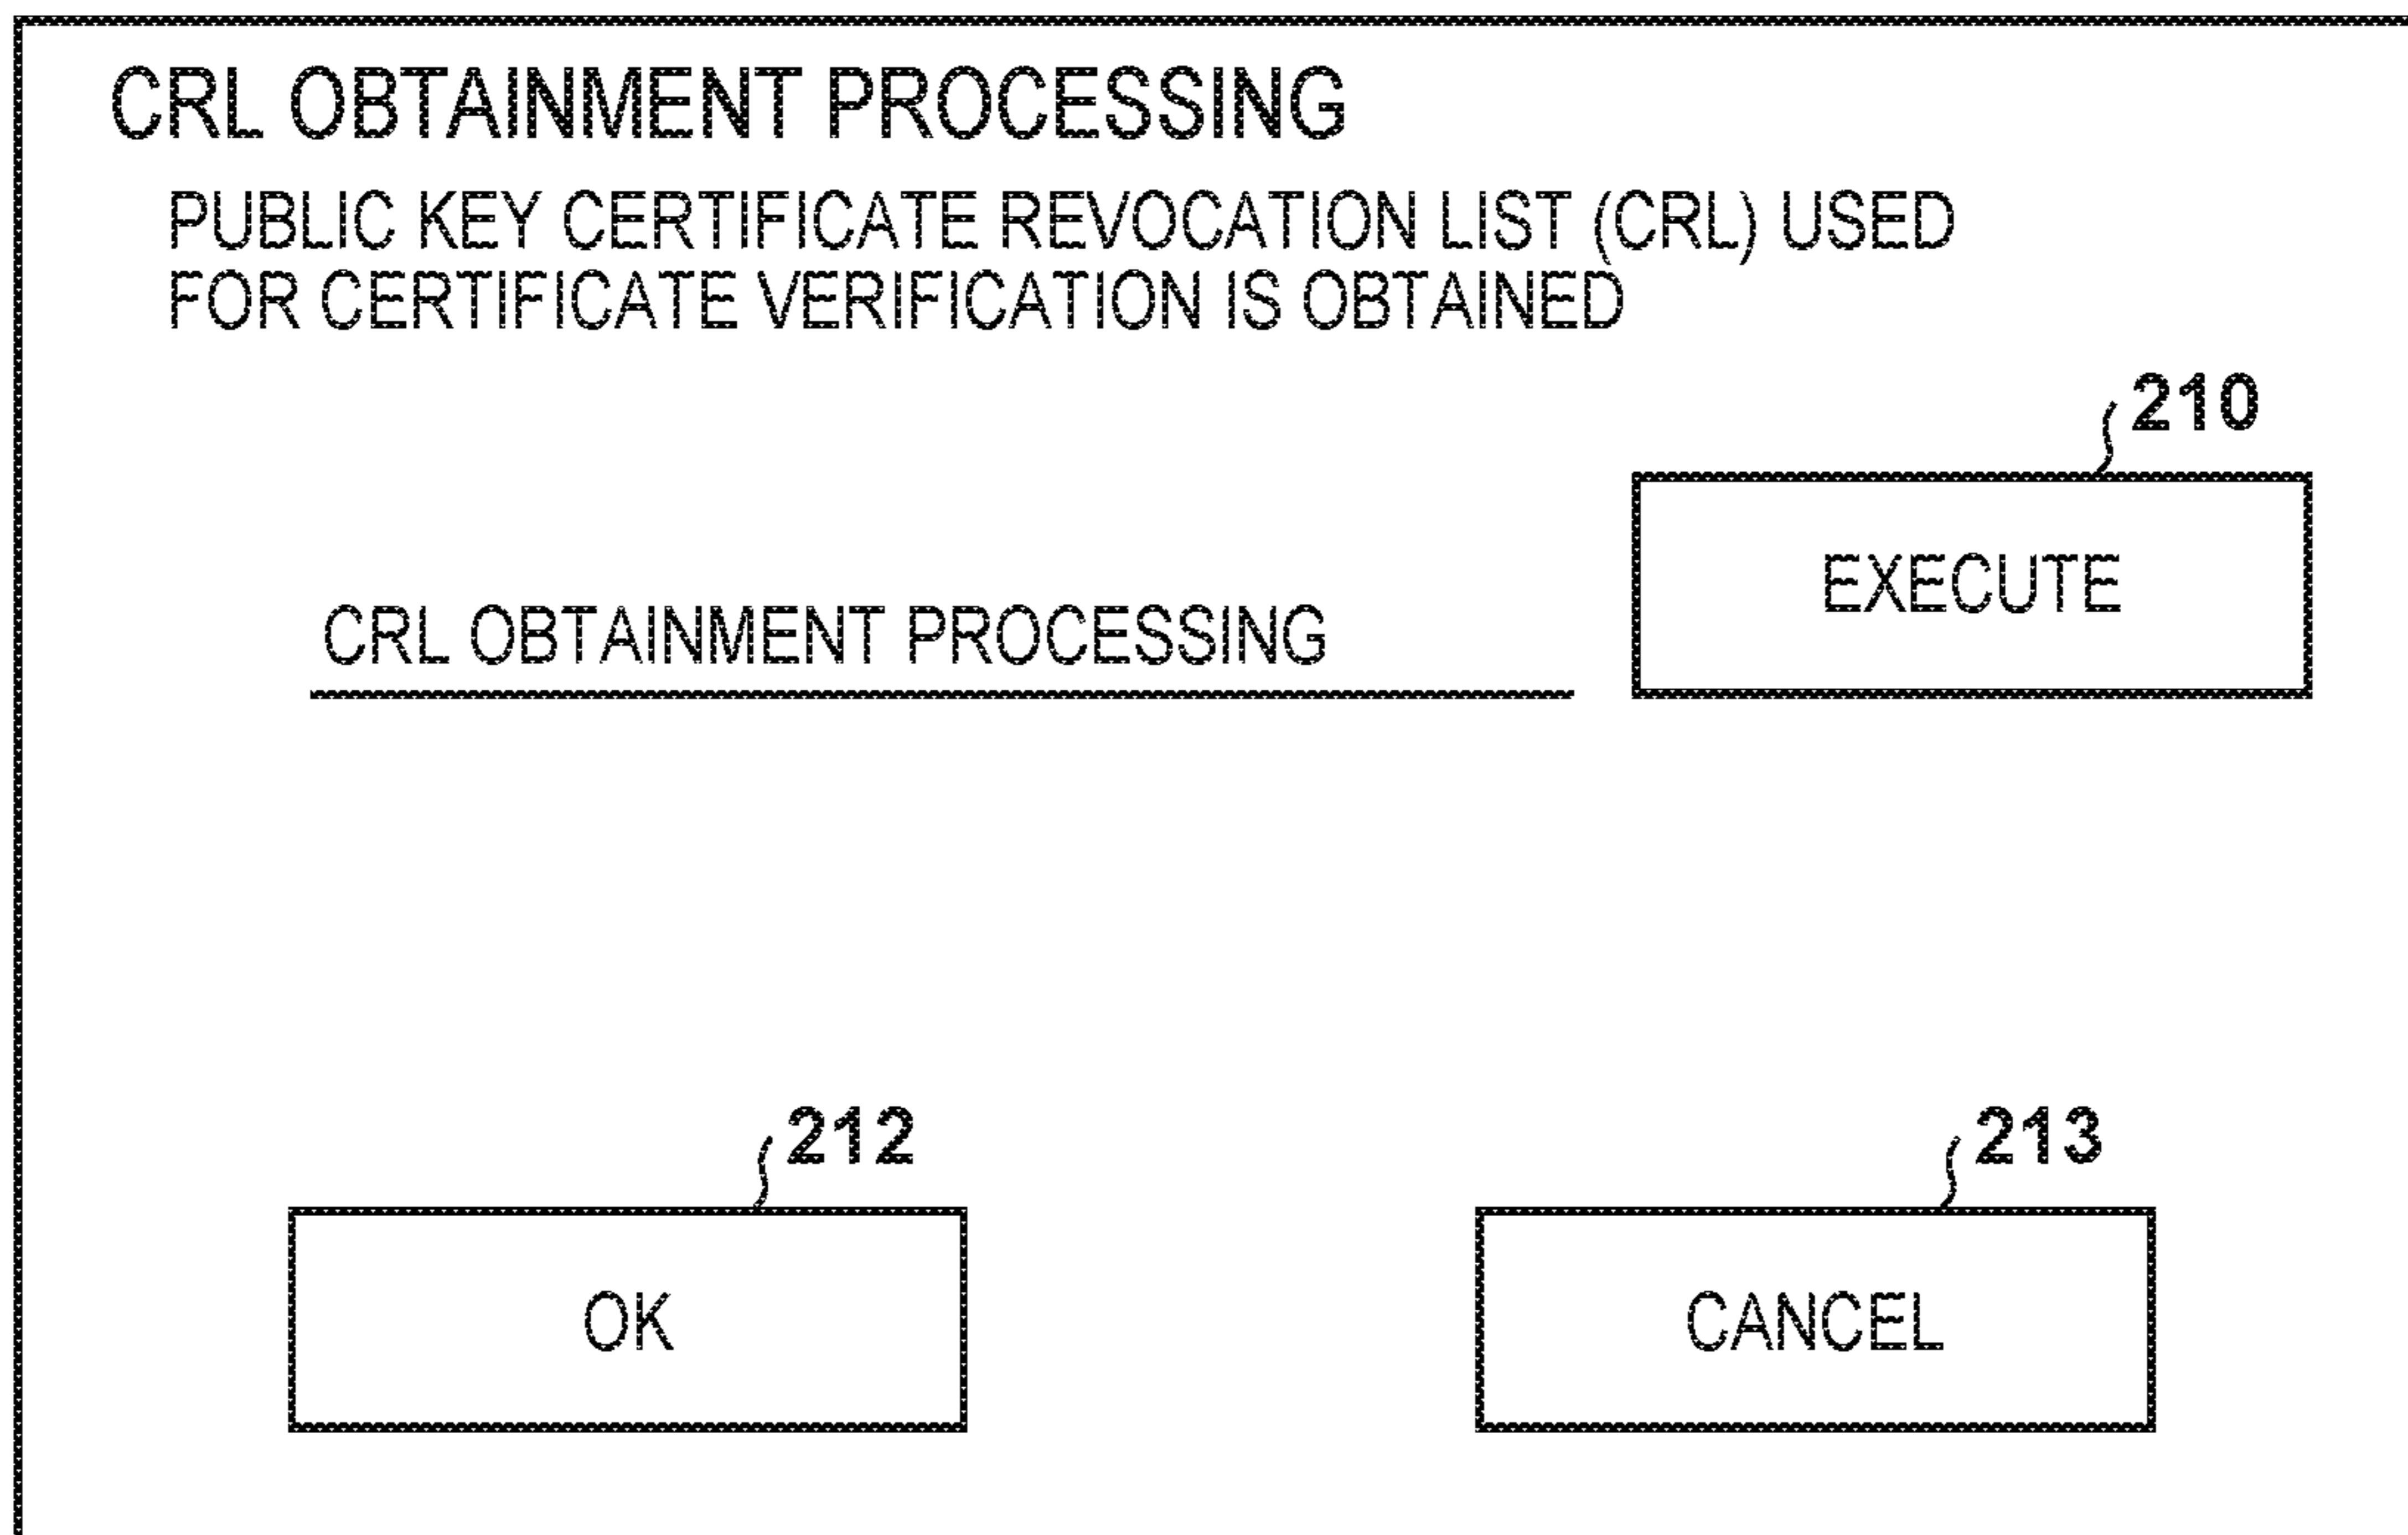 CRL OBTAINMENT PROCESSING
PUBLIC KEY CERTIFICATE REVOCATION LIST (CRL) USED
FOR CERTIFICATE VERIFICATION IS OBTAINED
210
EXECUTE
CRL OBTAINMENT PROCESSING
212
213
OK
CANCEL